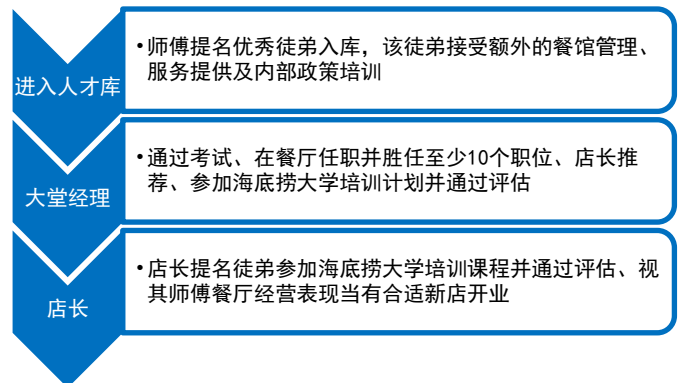 进入人才库
•师傅提名优秀徒弟入库，该徒弟接受额外的餐馆管理、
服务提供及内部政策培训
大堂经理
•通过考试、在餐厅任职并胜任至少10个职位、店长推
荐、参加海底捞大学培训计划并通过评估
店长
•店长提名徒弟参加海底捞大学培训课程并通过评估、视
其师傅餐厅经营表现当有合适新店开业